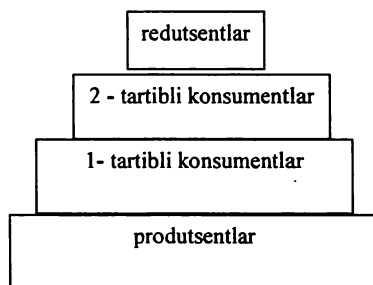 redutsentlar
2 - tartibli konsumentlar
1- tartibli konsumentlar
produtsentlar